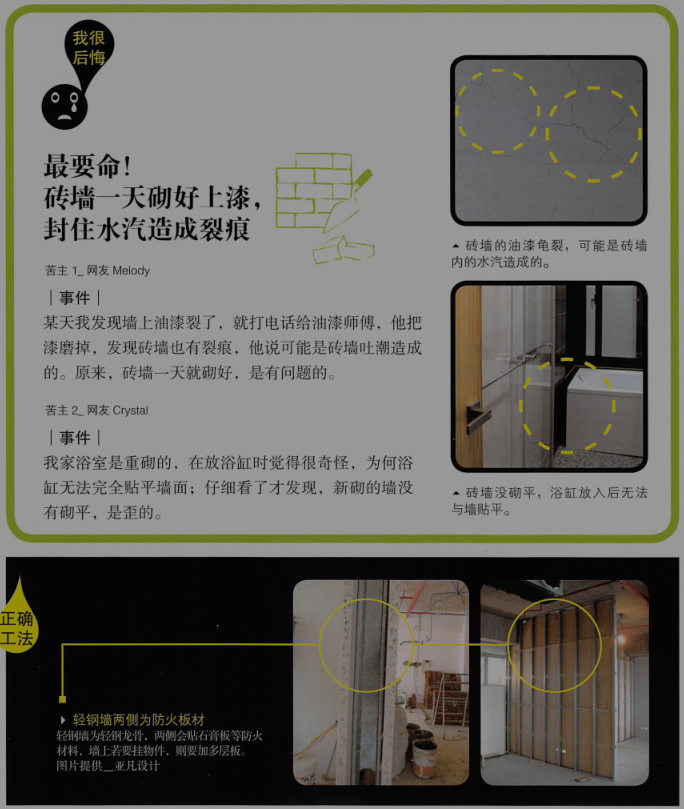 我很
后悔
最要命！
砖墙一天砌好上漆，
封住水汽造成裂痕
苦主 1_ 网友 Melody
｜事件｜
某天我发现墙上油漆裂了，就打电话给油漆师傅，他把
漆磨掉，发现砖墙也有裂痕，他说可能是砖墙吐潮造成
的。原来，砖墙一天就砌好，是有问题的。
苦主 2_ 网友 Crystal
｜事件｜
我家浴室是重砌的，在放浴缸时觉得很奇怪，为何浴
缸无法完全贴平墙面；仔细看了才发现，新砌的墙没
有砌平，是歪的。
砖墙的油漆龟裂，可能是砖墙
内的水汽造成的。
砖墙没砌平，浴缸放入后无法
与墙贴平。
正确
工法
轻钢墙两侧为防火板材
轻钢墙为轻钢龙骨，两侧会贴石膏板等防火
材料，墙上若要挂物件，则要加多层板。
图片提供__亚凡设计